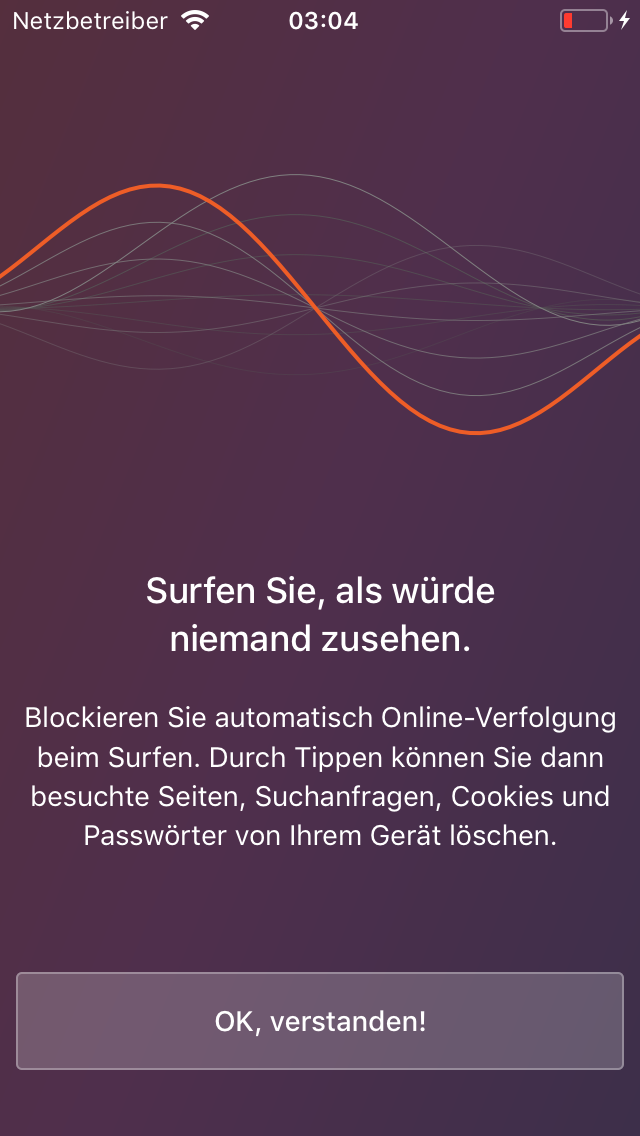 Netzbetreiber 03:04
Surfen Sie, als würde
niemand zusehen.
Blockieren Sie automatisch Online-Verfolgung
beim Surfen. Durch Tippen können Sie dann
besuchte Seiten, Suchanfragen, Cookies und
Passwörter von Ihrem Gerät löschen.
OK, verstanden!